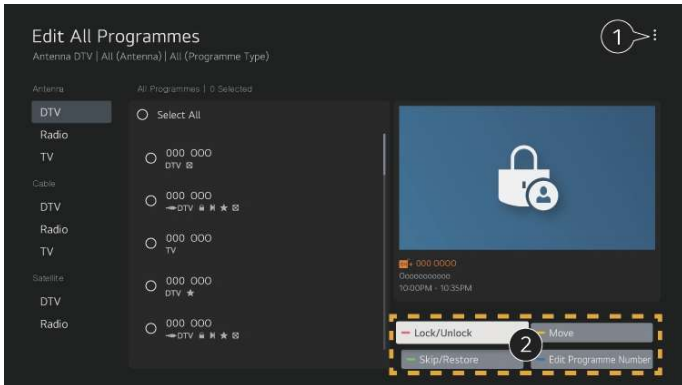 Edit All Programmes
Antenna DTV | All (Antenna) | All (Programme Type)
1
Antenna
DTV
Radio
TV
Cable
DTV
Radio
TV
Satellite
DTV
Radio
All Programmes | 0 Selected
Select All
000 000
DTV
000 000
DTV
000 000
TV
000 000
DTV
000 000
DTV
000 0000
Ooooooooooo
10:00PM - 10:35PM
Lock/Unlock
Move
2
Skip/Restore
Edit Programme Number